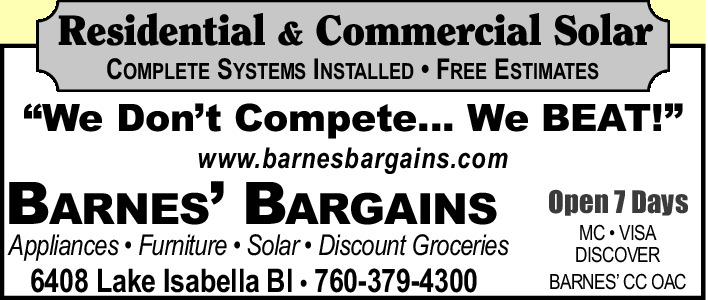 Residential & Commercial Solar
COMPLETE SYSTEMS INSTALLED • FREE ESTIMATES
“We Don’t Compete... We BEAT!”
www.barnesbargains.com
BARNES’ BARGAINS
Appliances • Furniture • Solar • Discount Groceries
6408 Lake Isabella Bl • 760-379-4300
Open 7 Days
MC • VISA
DISCOVER
BARNES’ CC OAC